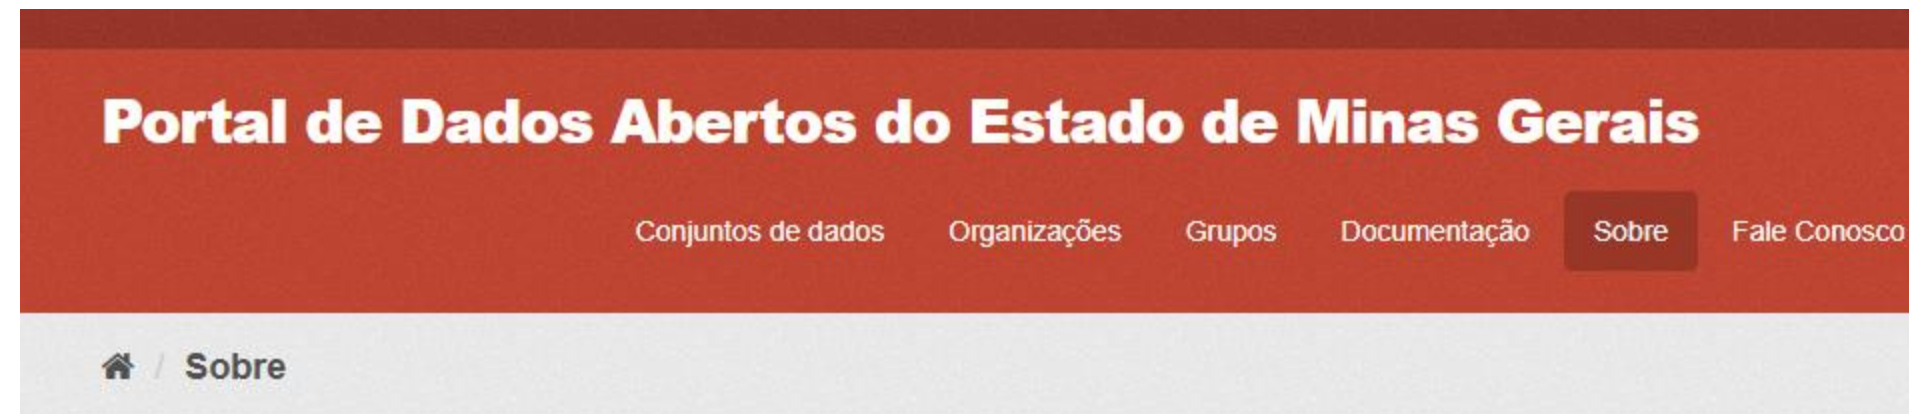 Portal de Dados Abertos do Estado de Minas Gerais
Conjuntos de dados Organizações Grupos Documentação Sobre Fale Conosco
/ Sobre